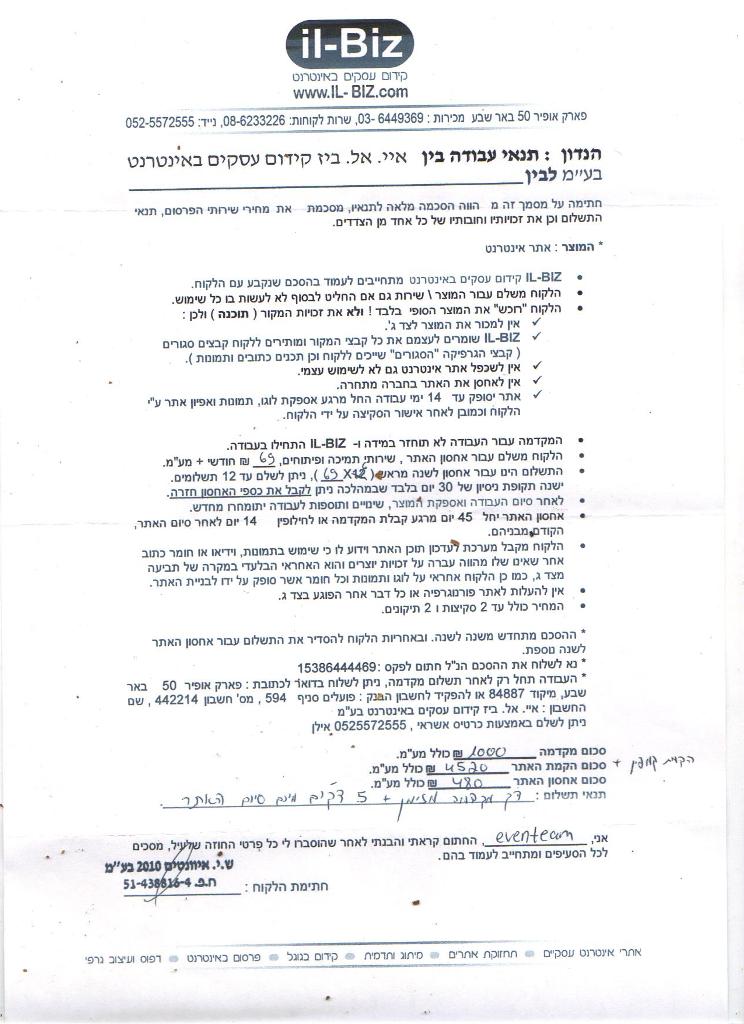 il-Biz
קידום עסקים באינטרנט
www.IL-BIZ.com
פארק אופיר 50 באר שבע מכירות : 6449369 -03, שרות לקוחות: 08-6233226, נייד: 052-5572555
הנדון : תנאי עבודה בין איי. אל. ביז קידום עסקים באינטרנט
בע"מ לבין
חתימה על מסמך זה מ הווה הסכמה מלאה לתנאיו, מסכמת את מחירי שירותי הפרסום, תנאי
התשלום וכן את זכויותיו וחובותיו של כל אחד מן הצדדים.
* המוצר : אתר אינטרנט
• IL-BIZ קידום עסקים באינטרנט מתחייבים לעמוד בהסכם שנקבע עם הלקוח.
• הלקוח משלם עבור המוצר \ שירות גם אם החליט לבסוף לא לעשות בו כל שימוש.
• הלקוח "רוכש" את המוצר הסופי בלבד ! ולא את זכויות המקור ( תוכנה ) ולכן :
✓ אין למכור את המוצר לצד ג'.
✓ IL-BIZ שומרים לעצמם את כל קבצי המקור ומותירים ללקוח קבצים סגורים
( קבצי הגרפיקה "הסגורים" שייכים ללקוח וכן תכנים כתובים ותמונות ).
✓ אין לשכפל אתר אינטרנט גם לא לשימוש עצמי.
✓ אין לאחסן את האתר בחברה מתחרה.
✓ אתר יסופק עד 14 ימי עבודה החל מרגע אספקת לוגו, תמונות ואפיון אתר ע"י
הלקוח וכמובן לאחר אישור הסקיצה על ידי הלקוח.
• המקדמה עבור העבודה לא תוחזר במידה ו- IL-BIZ התחילו בעבודה.
• הלקוח משלם עבור אחסון האתר , שירותי תמיכה ופיתוחים, 69 ₪ חודשי + מע"מ.
• התשלום הינו עבור אחסון לשנה מראש ( 69 X12 ), ניתן לשלם עד 12 תשלומים.
ישנה תקופת ניסיון של 30 יום בלבד שבמהלכה ניתן לקבל את כספי האחסון חזרה.
• לאחר סיום העבודה ואספקת המוצר, שינויים ותוספות לעבודה יתומחרו מחדש.
• אחסון האתר יחל 45 יום מרגע קבלת המקדמה או לחילופין 14 יום לאחר סיום האתר,
הקודם מבניהם.
• הלקוח מקבל מערכת לעדכון תוכן האתר וידוע לו כי שימוש בתמונות, וידיאו או חומר כתוב
אחר שאינם שלו מהווה עברה על זכויות יוצרים והוא האחראי הבלעדי במקרה של תביעה
מצד ג, כמו כן הלקוח אחראי על לוגו ותמונות וכל חומר אשר סופק על ידו לבניית האתר.
• אין להעלות לאתר פורנוגרפיה או כל דבר אחר הפוגע בצד ג.
• המחיר כולל עד 2 סקיצות ו 2 תיקונים.
* ההסכם מתחדש משנה לשנה. ובאחריות הלקוח להסדיר את התשלום עבור אחסון האתר
לשנה נוספת.
* נא לשלוח את ההסכם הנ"ל חתום לפקס : 15386444469
* העבודה תחל רק לאחר תשלום מקדמה, ניתן לשלוח בדואר לכתובת : פארק אופיר 50 באר
שבע, מיקוד 84887 או להפקיד לחשבון הבנק : פועלים סניף 594 , מס' חשבון 442214 , שם
החשבון : איי. אל. ביז קידום עסקים באינטרנט בע"מ
ניתן לשלם באמצעות כרטיס אשראי , 0525572555 אילן
סכום מקדמה 1000 ₪ כולל מע"מ.
סכום הקמת האתר 4520 ₪ כולל מע"מ. + הקמת קמפיין
סכום אחסון האתר 480 ₪ כולל מע"מ.
תנאי תשלום : מקדמה מזומן + 5 צ'קים מיום סיום האתר
אני, eventeam, החתום קראתי והבנתי לאחר שהוסברו לי כל פרטי החוזה שלעיל, מסכים
לכל הסעיפים ומתחייב לעמוד בהם.
ש.י. איוונטים 2010 בע"מ
ח.פ. 51-438816-4
חתימת הלקוח :
אתרי אינטרנט עסקיים • תחזוקת אתרים • מיתוג ותדמית • קידום בגוגל • פרסום באינטרנט • דפוס ועיצוב גרפי